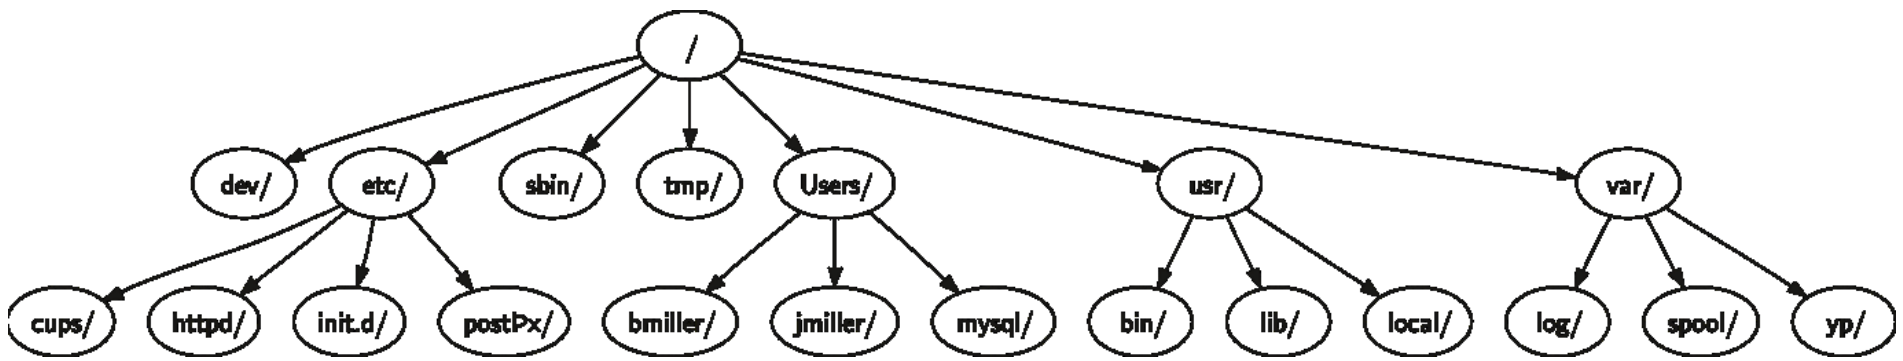 /
dev/ etc/ sbin/ tmp/ Users/ usr/ var/
cups/ httpd/ init.d/ postÞx/ bmiller/ jmiller/ mysql/ bin/ lib/ local/ log/ spool/ yp/